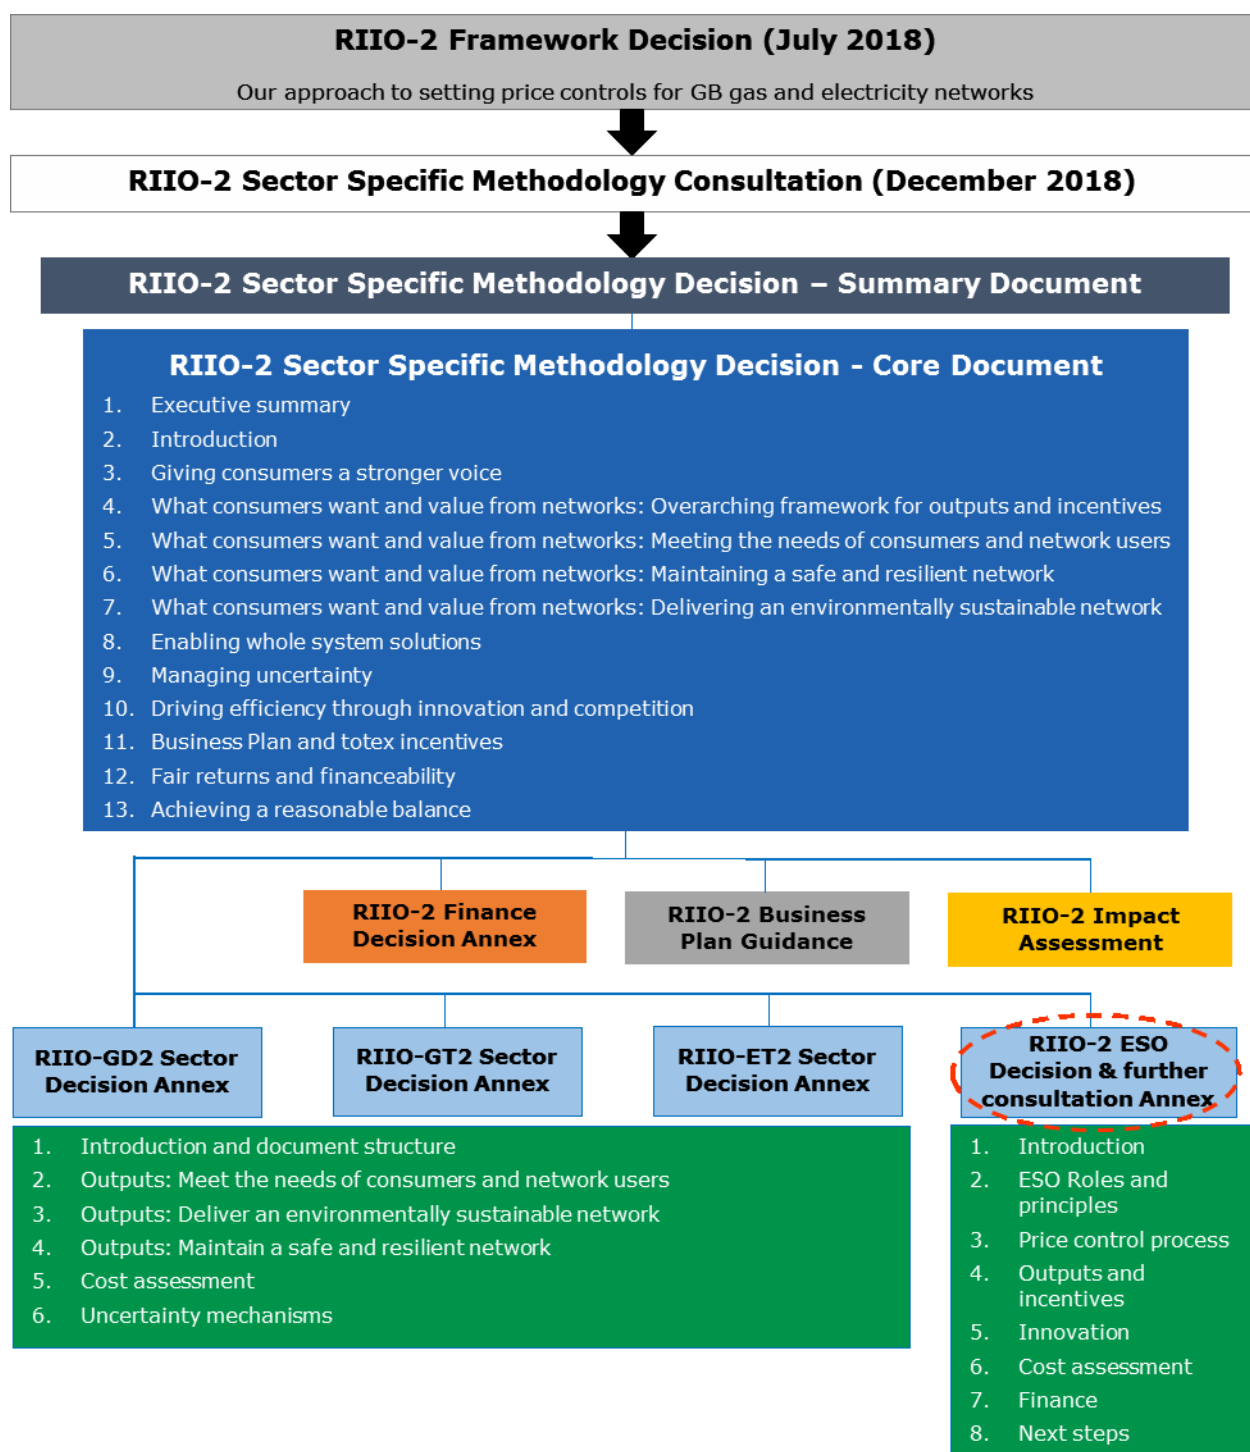 RIIO-2 Framework Decision (July 2018)
Our approach to setting price controls for GB gas and electricity networks
RIIO-2 Sector Specific Methodology Consultation (December 2018)
RIIO-2 Sector Specific Methodology Decision – Summary Document
RIIO-2 Sector Specific Methodology Decision - Core Document
1. Executive summary
2. Introduction
3. Giving consumers a stronger voice
4. What consumers want and value from networks: Overarching framework for outputs and incentives
5. What consumers want and value from networks: Meeting the needs of consumers and network users
6. What consumers want and value from networks: Maintaining a safe and resilient network
7. What consumers want and value from networks: Delivering an environmentally sustainable network
8. Enabling whole system solutions
9. Managing uncertainty
10. Driving efficiency through innovation and competition
11. Business Plan and totex incentives
12. Fair returns and financeability
13. Achieving a reasonable balance
RIIO-2 Finance
Decision Annex
RIIO-2 Business
Plan Guidance
RIIO-2 Impact
Assessment
RIIO-GD2 Sector
Decision Annex
RIIO-GT2 Sector
Decision Annex
RIIO-ET2 Sector
Decision Annex
RIIO-2 ESO
Decision & further
consultation Annex
1. Introduction and document structure
2. Outputs: Meet the needs of consumers and network users
3. Outputs: Deliver an environmentally sustainable network
4. Outputs: Maintain a safe and resilient network
5. Cost assessment
6. Uncertainty mechanisms
1. Introduction
2. ESO Roles and
principles
3. Price control process
4. Outputs and
incentives
5. Innovation
6. Cost assessment
7. Finance
8. Next steps